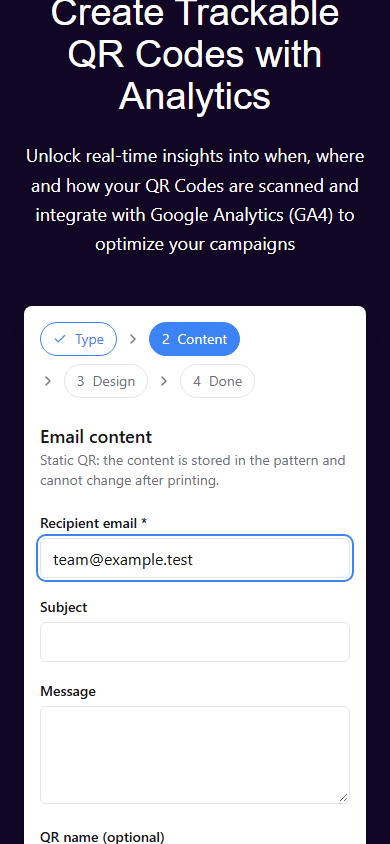 Create Trackable
QR Codes with
Analytics
Unlock real-time insights into when, where
and how your QR Codes are scanned and
integrate with Google Analytics (GA4) to
optimize your campaigns
Type
2 Content
3 Design
4 Done
Email content
Static QR: the content is stored in the pattern and
cannot change after printing.
Recipient email *
team@example.test
Subject
Message
QR name (optional)